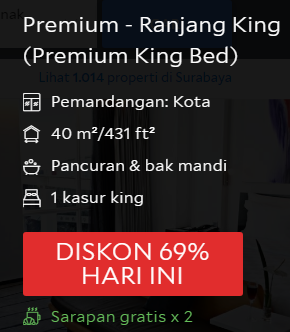 Premium - Ranjang King
(Premium King Bed)
Lihat 1.014 properti di Surabaya
Pemandangan: Kota
40 m²/431 ft²
Pancuran & bak mandi
1 kasur king
DISKON 69%
HARI INI
Sarapan gratis x 2